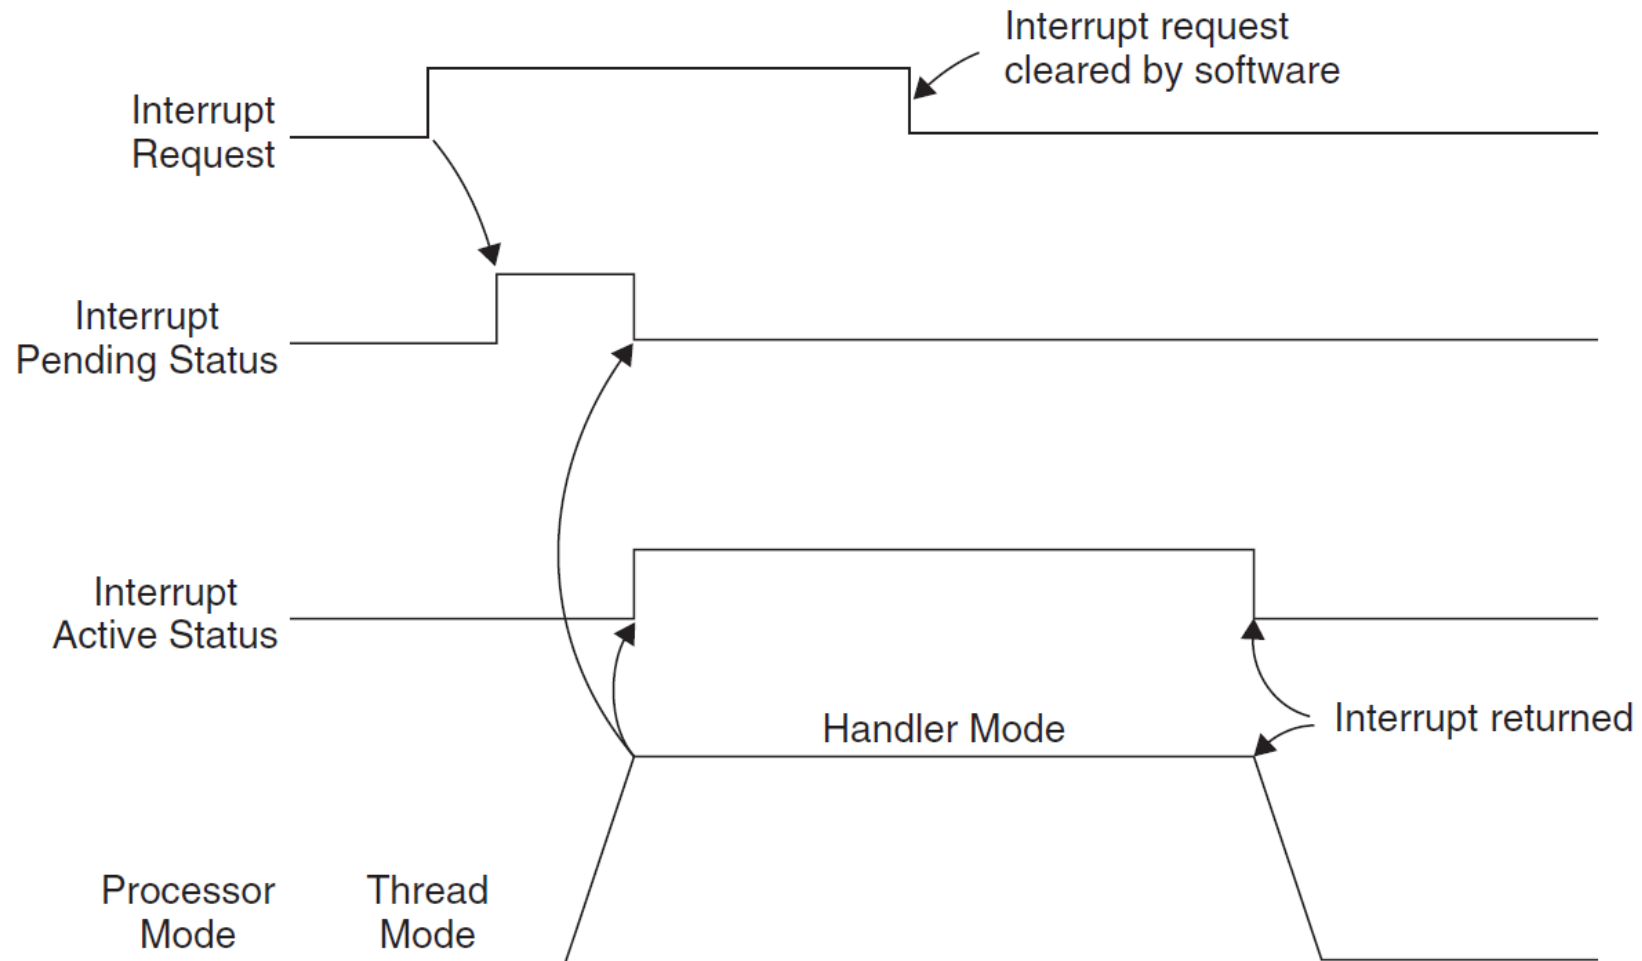 Interrupt request
cleared by software
Interrupt
Request
Interrupt
Pending Status
Interrupt
Active Status
Handler Mode
Interrupt returned
Processor
Mode
Thread
Mode